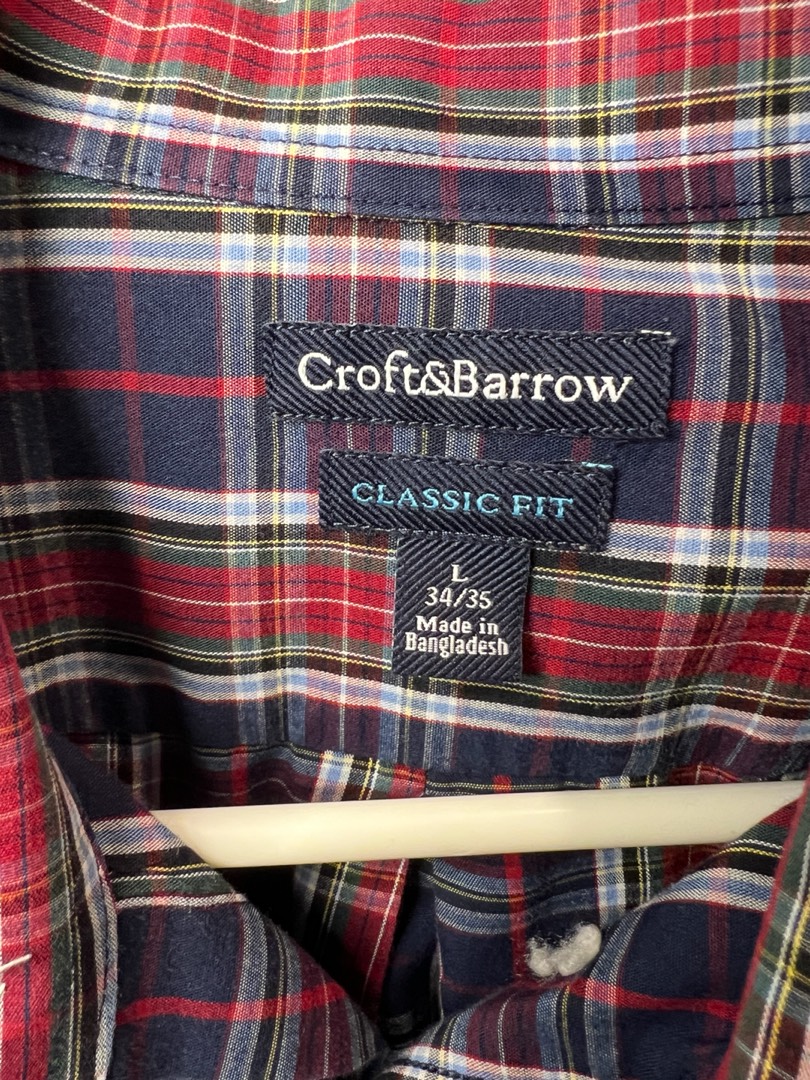 Croft&Barrow
CLASSIC FIT
L
34/35
Made in
Bangladesh